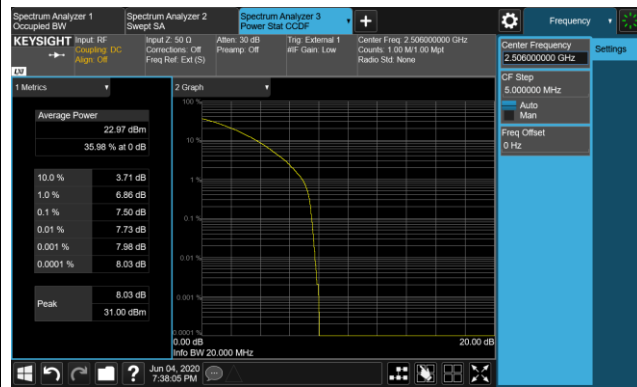 Spectrum Analyzer 1
Occupied BW
Spectrum Analyzer 2
Swept SA
Spectrum Analyzer 3
Power Stat CCDF
Frequency
KEYSIGHT
Input: RF
Coupling: DC
Align: Off
Input Z: 50 Ω
Corrections: Off
Freq Ref: Ext (S)
Atten: 30 dB
Preamp: Off
Trig: External 1
#IF Gain: Low
Center Freq: 2.506000000 GHz
Counts: 1.00 M/1.00 Mpt
Radio Std: None
LXI
Center Frequency
2.506000000 GHz
Settings
CF Step
5.000000 MHz
Auto
Man
Freq Offset
0 Hz
1 Metrics
Average Power
22.97 dBm
35.98 % at 0 dB
10.0 % 3.71 dB
1.0 % 6.86 dB
0.1 % 7.50 dB
0.01 % 7.73 dB
0.001 % 7.98 dB
0.0001 % 8.03 dB
Peak
8.03 dB
31.00 dBm
2 Graph
100 %
10 %
1 %
0.1 %
0.01 %
0.001 %
0.0001 %
0.00 dB 20.00 dB
Info BW 20.000 MHz
?
Jun 04, 2020
7:38:05 PM